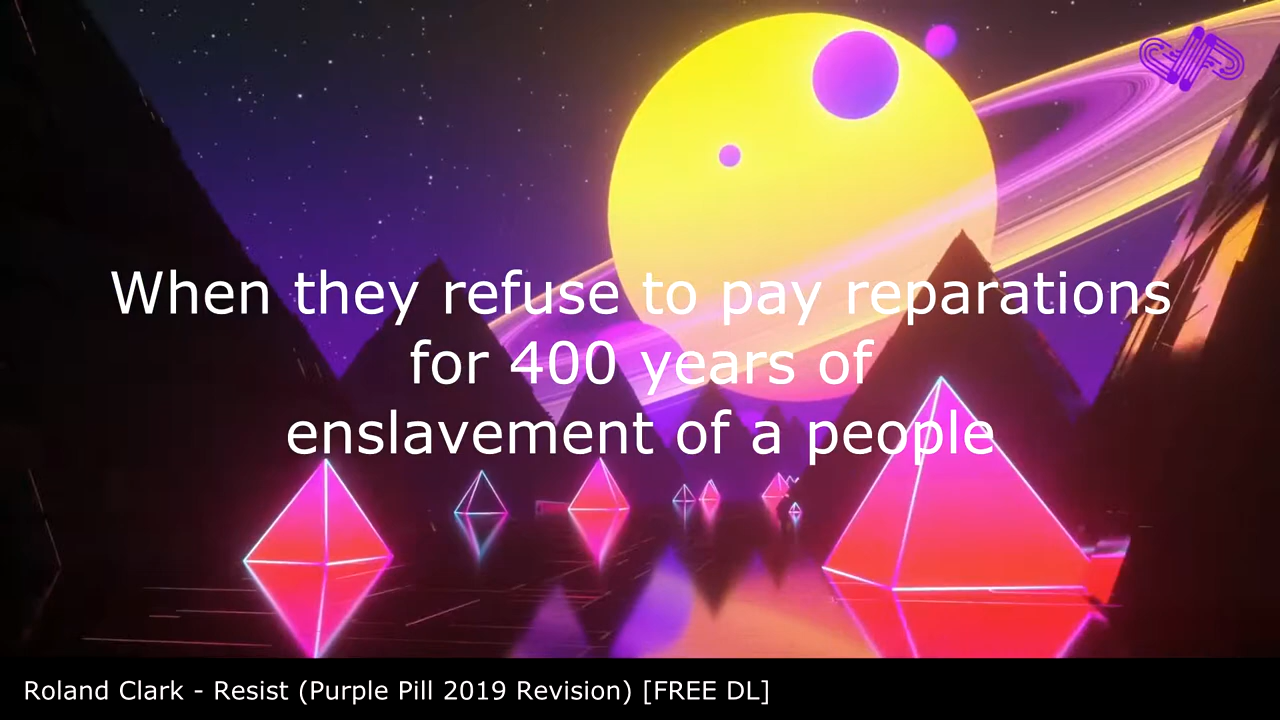 When they refuse to pay reparations
for 400 years of
enslavement of a people
Roland Clark - Resist (Purple Pill 2019 Revision) [FREE DL]